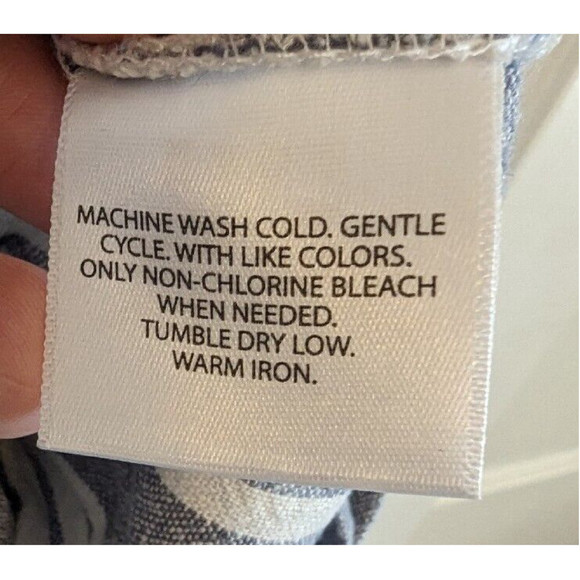 MACHINE WASH COLD. GENTLE
CYCLE. WITH LIKE COLORS.
ONLY NON-CHLORINE BLEACH
WHEN NEEDED.
TUMBLE DRY LOW.
WARM IRON.